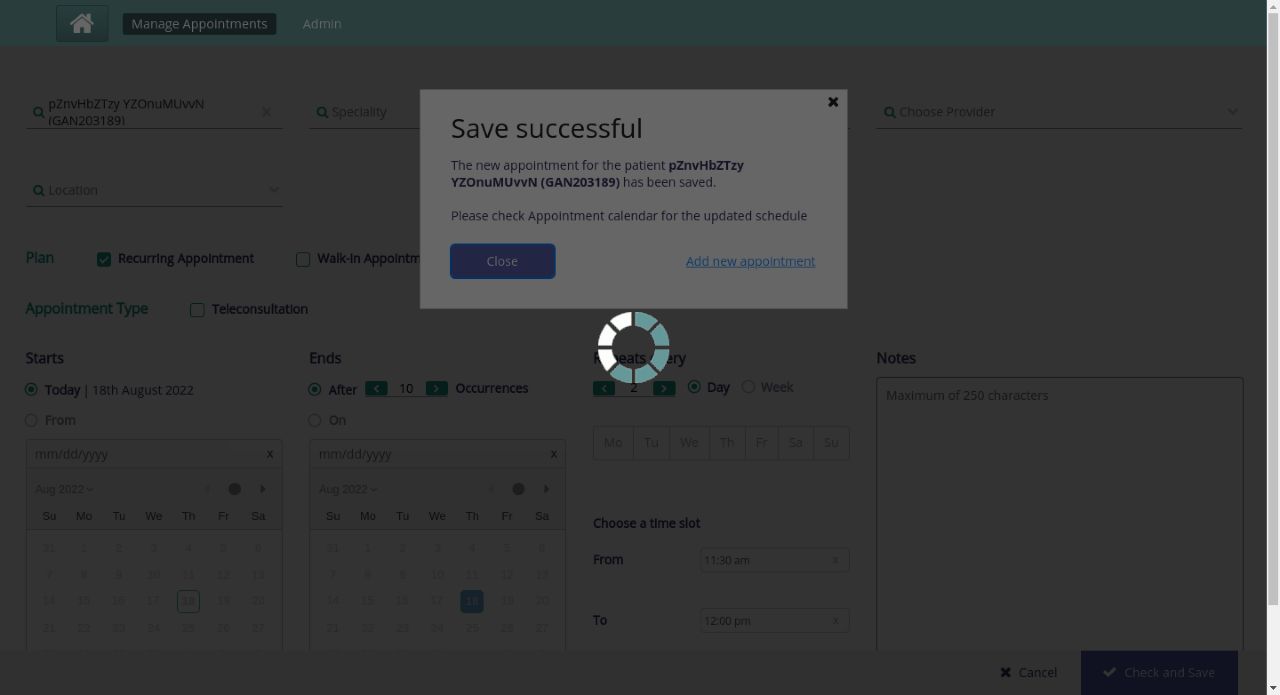 Manage Appointments
Admin
pZnvHbZTzy YZOnuMUvvN
(GAN203189)
Speciality
Choose Provider
Location
Save successful
The new appointment for the patient pZnvHbZTzy
YZOnuMUvvN (GAN203189) has been saved.
Please check Appointment calendar for the updated schedule
Close
Add new appointment
Plan
Recurring Appointment
Walk-In Appointm
Appointment Type
Teleconsultation
Starts
Today | 18th August 2022
From
mm/dd/yyyy x
Aug 2022
Su Mo Tu We Th Fr Sa
31 1 2 3 4 5 6
7 8 9 10 11 12 13
14 15 16 17 18 19 20
21 22 23 24 25 26 27
Ends
After 10 Occurrences
On
mm/dd/yyyy x
Aug 2022
Su Mo Tu We Th Fr Sa
31 1 2 3 4 5 6
7 8 9 10 11 12 13
14 15 16 17 18 19 20
21 22 23 24 25 26 27
2 Day Week
Mo Tu We Th Fr Sa Su
Choose a time slot
From 11:30 am x
To 12:00 pm x
Notes
Maximum of 250 characters
Cancel
Check and Save